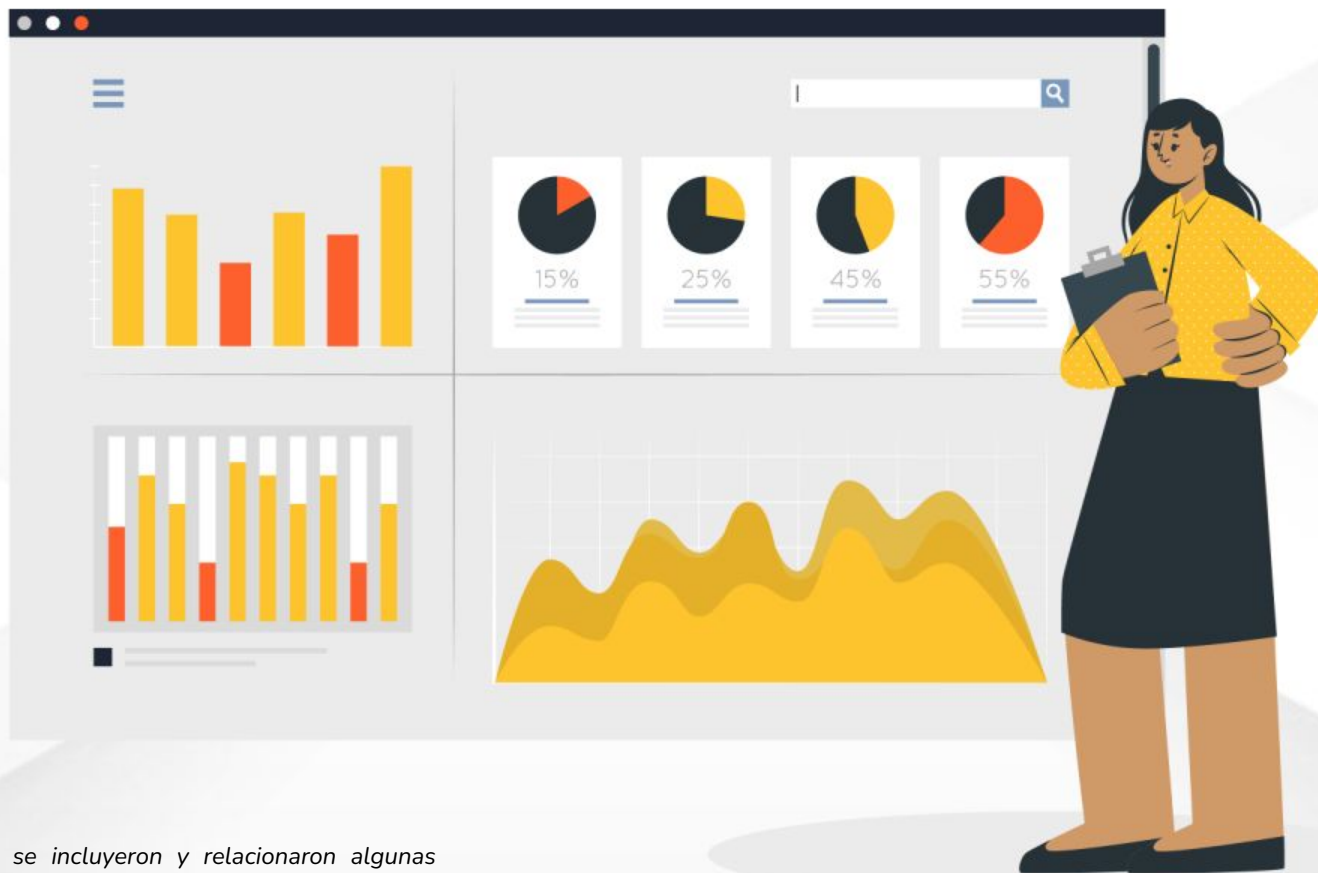 15%
25%
45%
55%
se incluyeron y relacionaron algunas